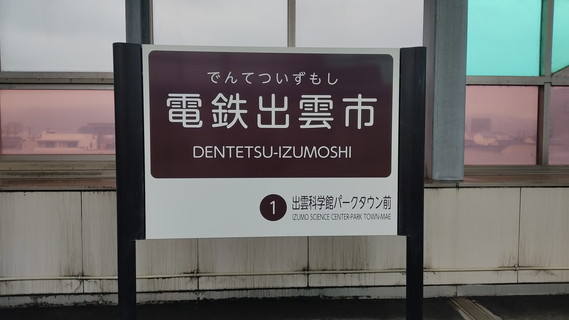 でんてついずもし
電鉄出雲市
DENTETSU-IZUMOSHI
1 出雲科学館パークタウン前
IZUMO SCIENCE CENTER-PARK TOWN-MAE